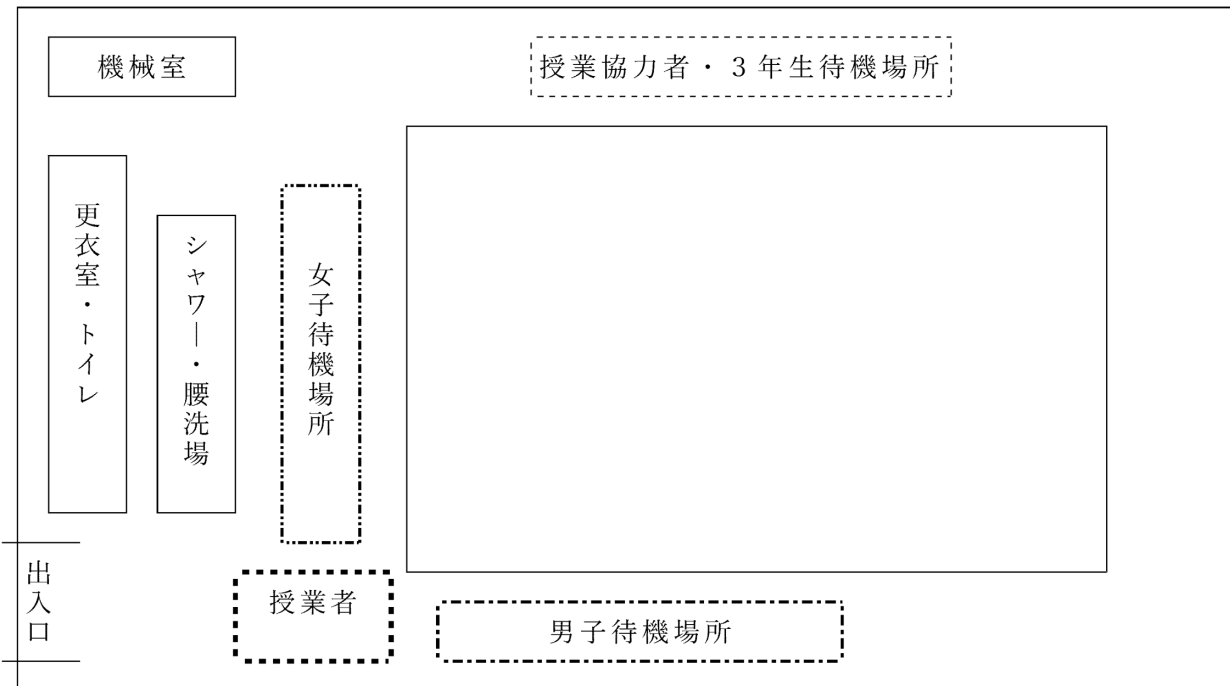 機械室
授業協力者・３年生待機場所
更衣室・トイレ
シャワー・腰洗場
女子待機場所
出入口
授業者
男子待機場所